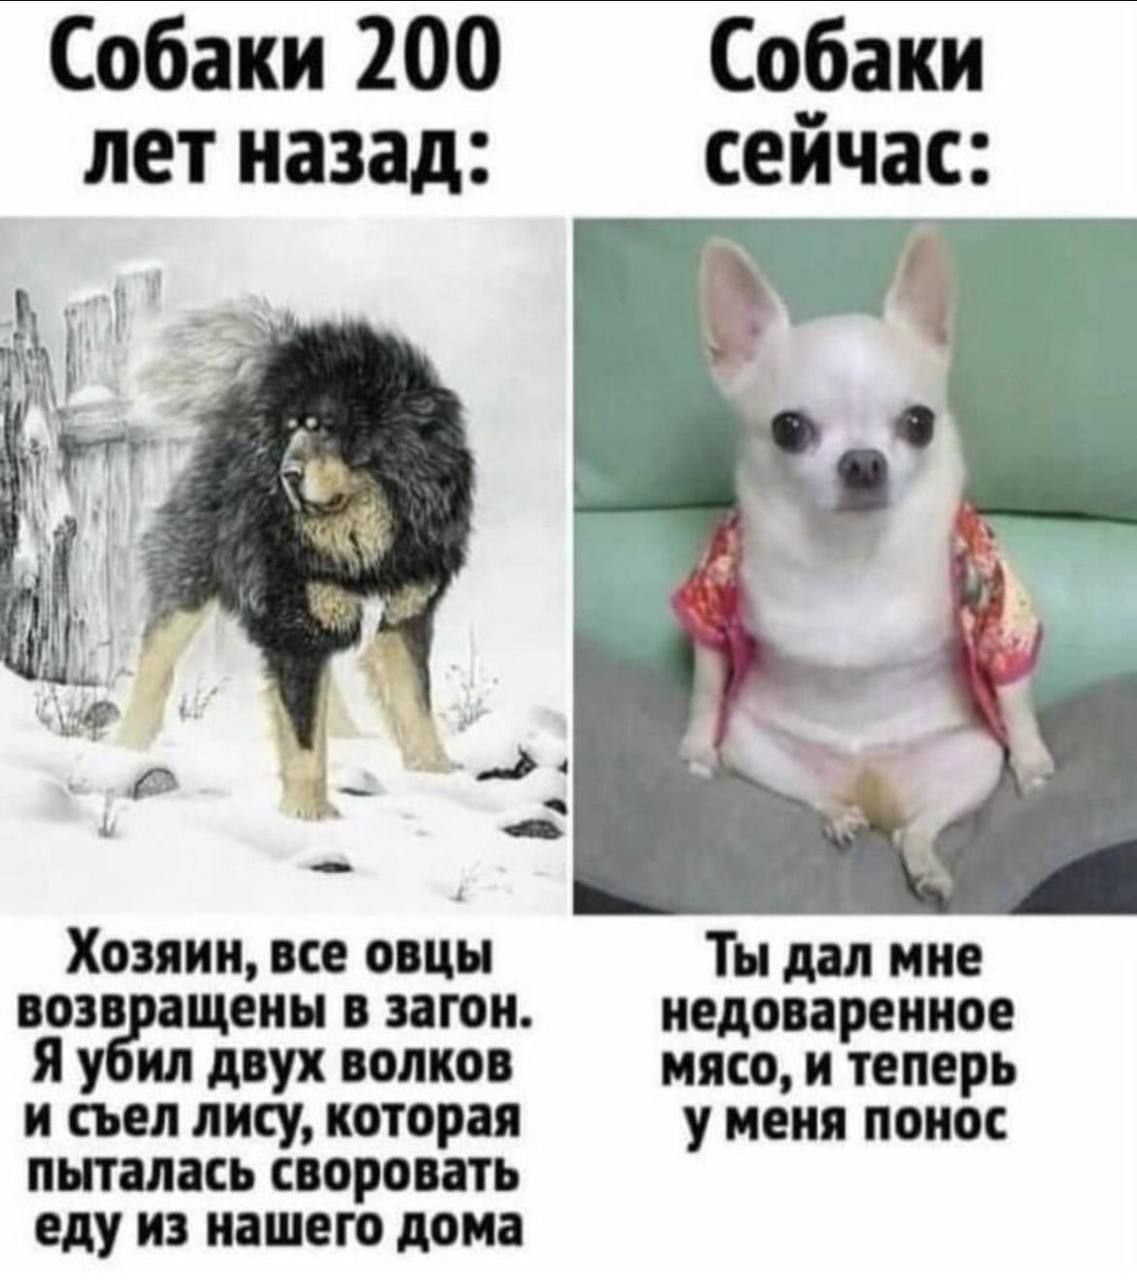 Собаки 200
лет назад:
Собаки
сейчас:
Хозяин, все овцы
возвращены в загон.
Я убил двух волков
и съел лису, которая
пыталась своровать
еду из нашего дома
Ты дал мне
недоваренное
мясо, и теперь
у меня понос